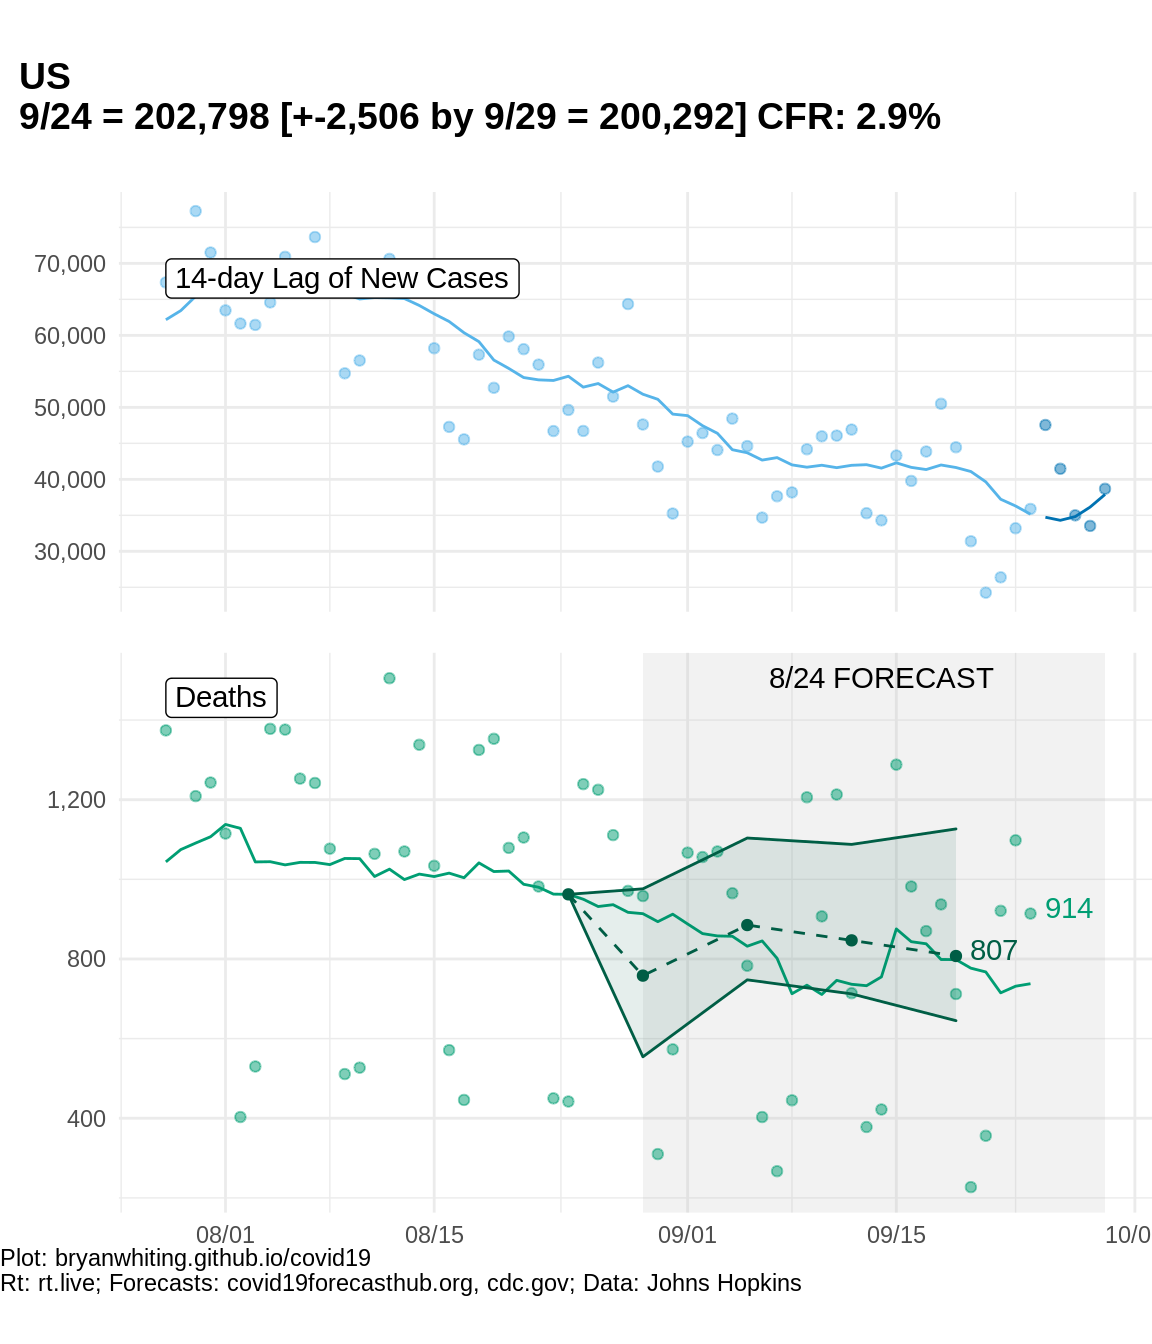 US
9/24 = 202,798 [+-2,506 by 9/29 = 200,292] CFR: 2.9%
14-day Lag of New Cases
70,000
60,000
50,000
40,000
30,000
Deaths
8/24 FORECAST
1,200
800
400
914
807
08/01
08/15
09/01
09/15
10/0
Plot: bryanwhiting.github.io/covid19
Rt: rt.live; Forecasts: covid19forecasthub.org, cdc.gov; Data: Johns Hopkins